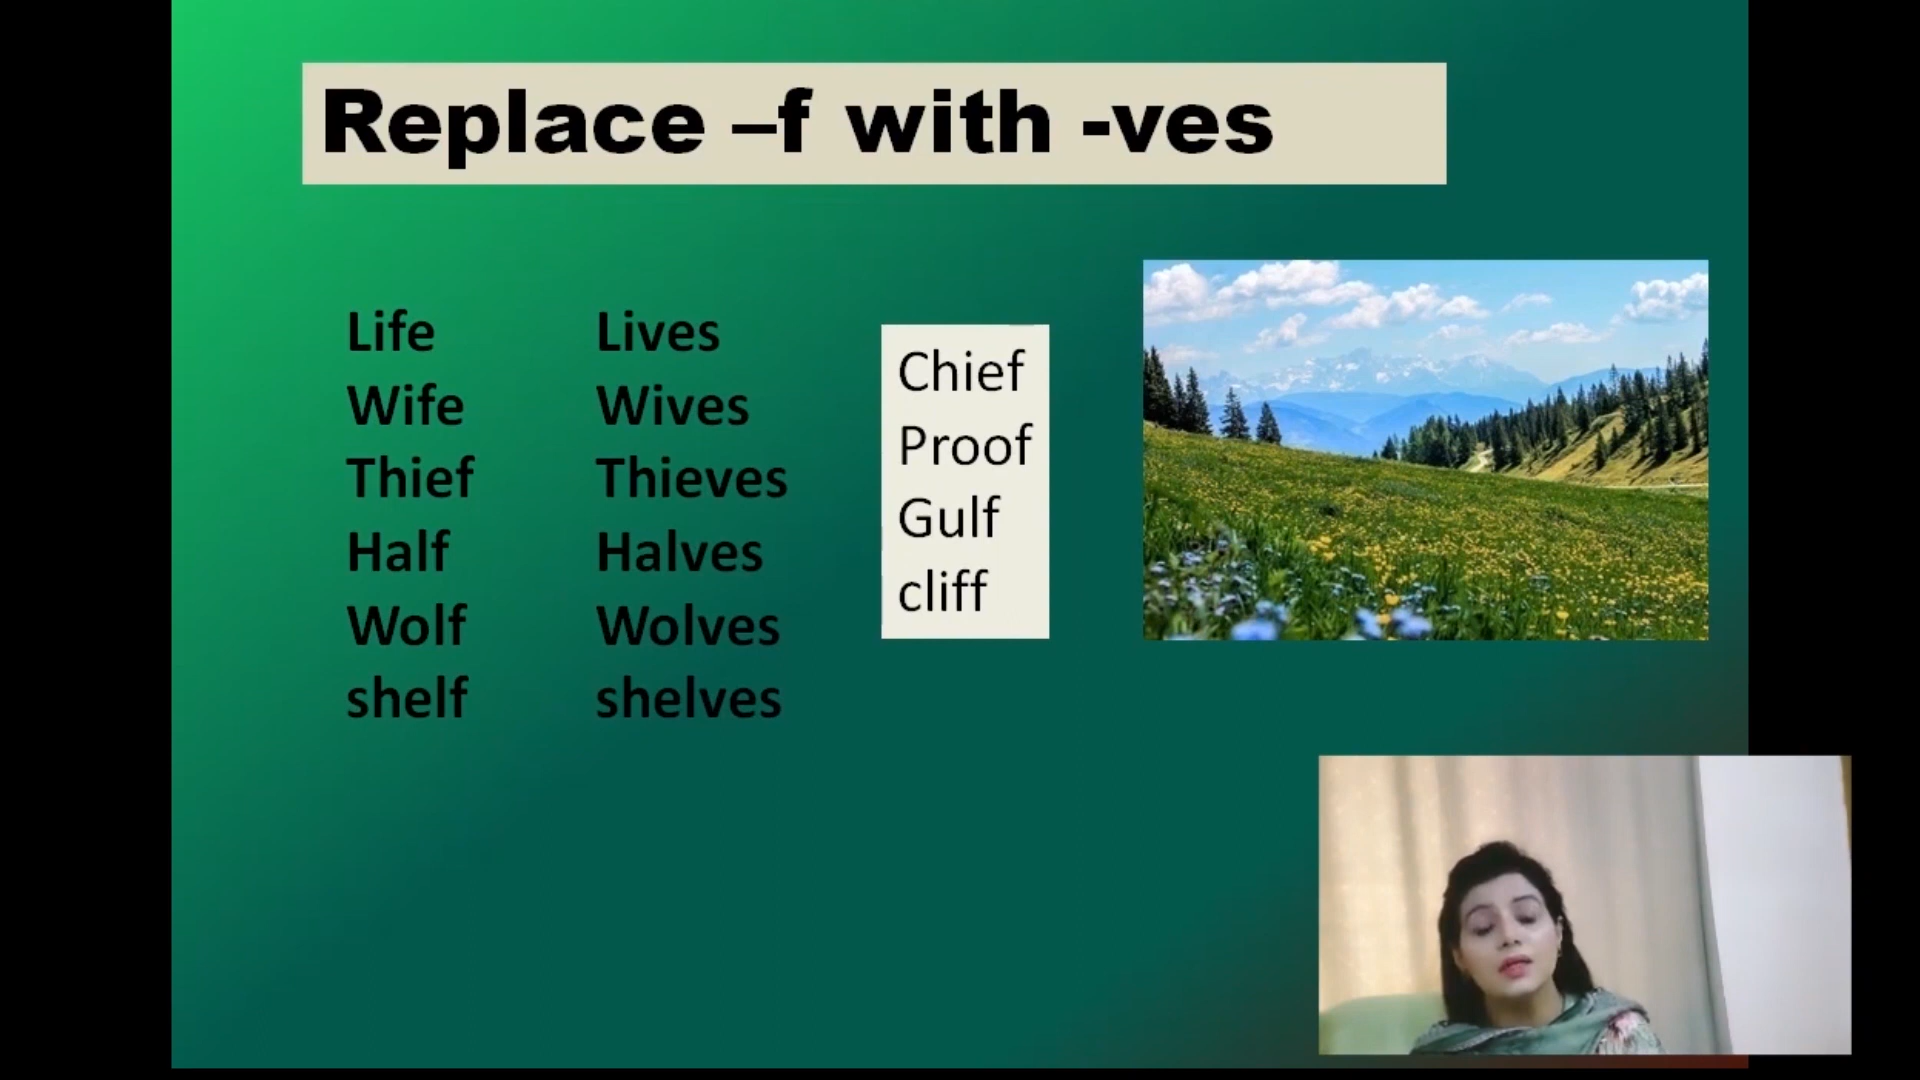 Replace –f with -ves
Life Lives
Wife Wives
Thief Thieves
Half Halves
Wolf Wolves
shelf shelves
Chief
Proof
Gulf
cliff